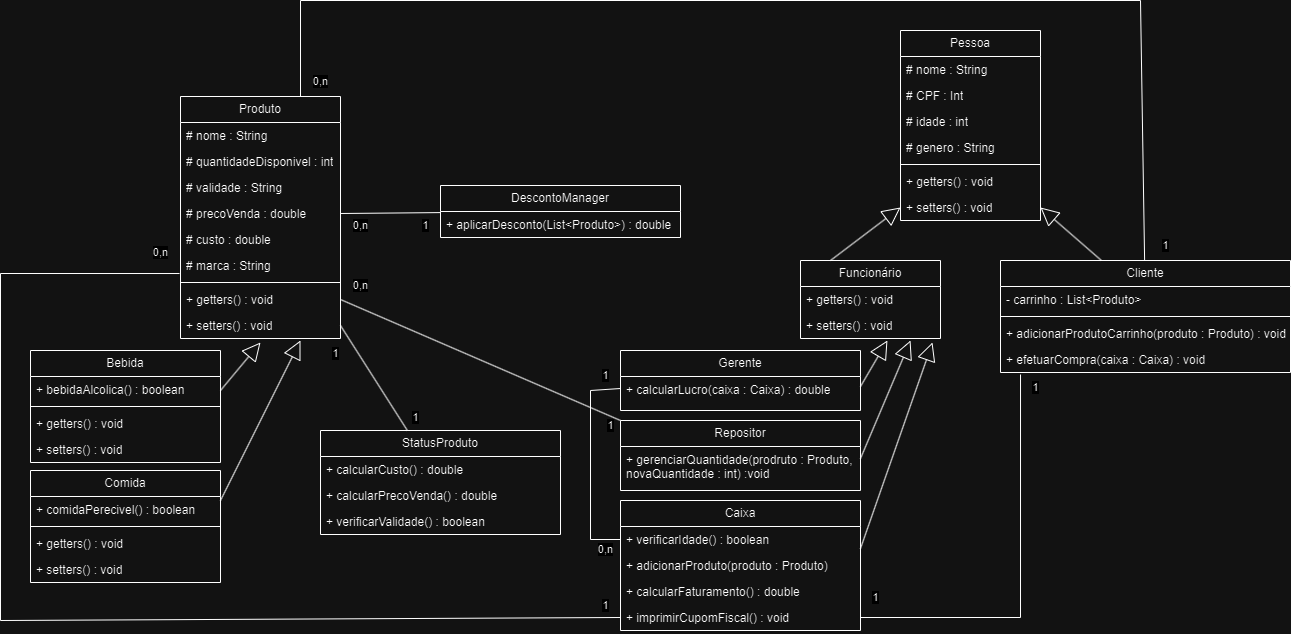 0,n
Produto
# nome : String
# quantidadeDisponivel : int
# validade : String
# precoVenda : double
# custo : double
# marca : String
+ getters() : void
+ setters() : void
0,n
0,n
1
0,n
1
DescontoManager
+ aplicarDesconto(List<Produto>) : double
Pessoa
# nome : String
# CPF : Int
# idade : int
# genero : String
+ getters() : void
+ setters() : void
1
Funcionário
+ getters() : void
+ setters() : void
Cliente
- carrinho : List<Produto>
+ adicionarProdutoCarrinho(produto : Produto) : void
+ efetuarCompra(caixa : Caixa) : void
1
Bebida
+ bebidaAlcolica() : boolean
+ getters() : void
+ setters() : void
Comida
+ comidaPerecivel() : boolean
+ getters() : void
+ setters() : void
1
StatusProduto
+ calcularCusto() : double
+ calcularPrecoVenda() : double
+ verificarValidade() : boolean
1
Gerente
+ calcularLucro(caixa : Caixa) : double
1
Repositor
+ gerenciarQuantidade(prodruto : Produto,
novaQuantidade : int) :void
0,n
Caixa
+ verificarIdade() : boolean
+ adicionarProduto(produto : Produto)
+ calcularFaturamento() : double
+ imprimirCupomFiscal() : void
1
1